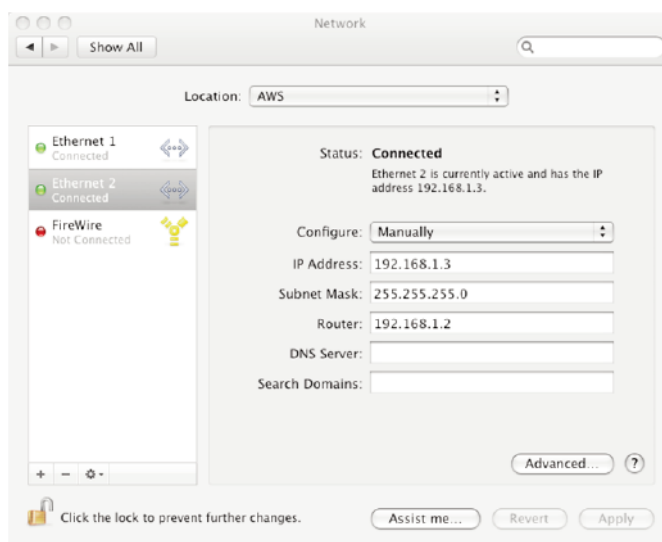 Network
Show All
Location: AWS
Ethernet 1
Connected
Ethernet 2
Connected
FireWire
Not Connected
Status: Connected
Ethernet 2 is currently active and has the IP
address 192.168.1.3.
Configure: Manually
IP Address: 192.168.1.3
Subnet Mask: 255.255.255.0
Router: 192.168.1.2
DNS Server:
Search Domains:
Advanced... ?
+ −
Click the lock to prevent further changes.
Assist me... Revert Apply